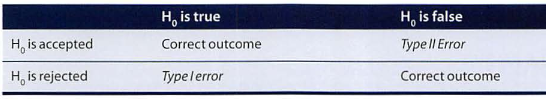 H₀ is true H₀ is false
H₀ is accepted Correct outcome Type II Error
H₀ is rejected Type I error Correct outcome